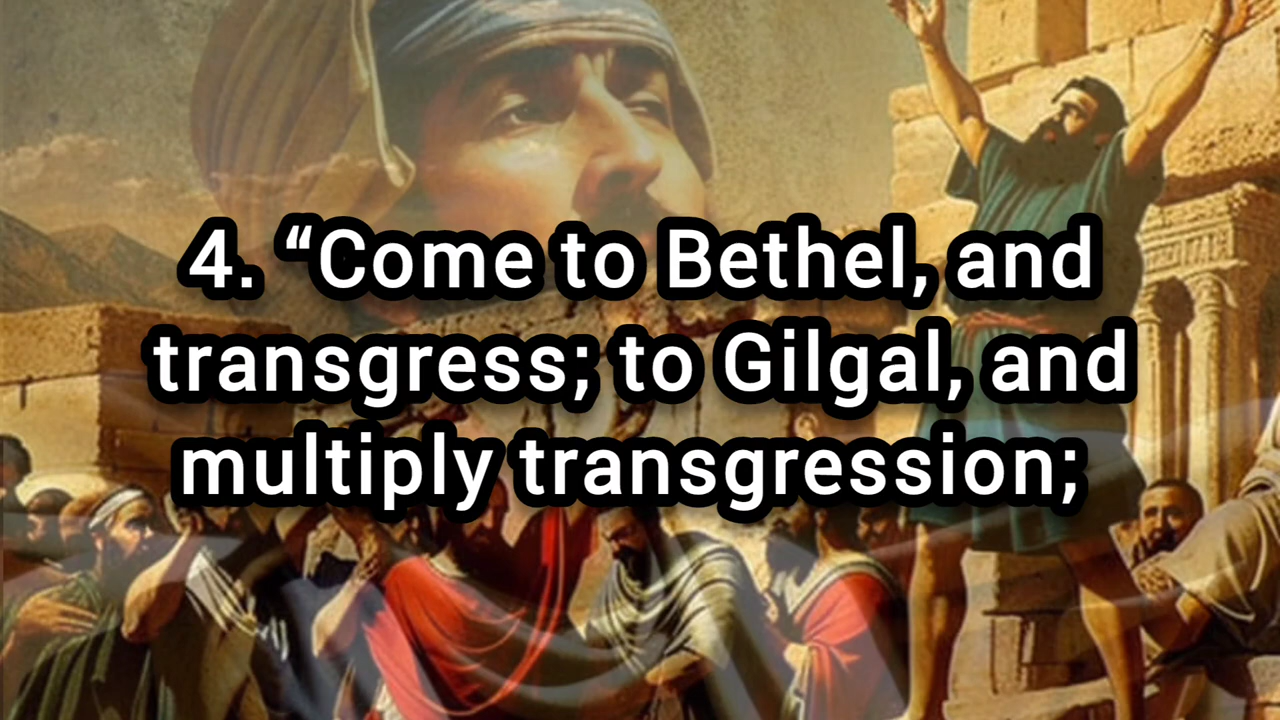 4. “Come to Bethel, and
transgress; to Gilgal, and
multiply transgression;